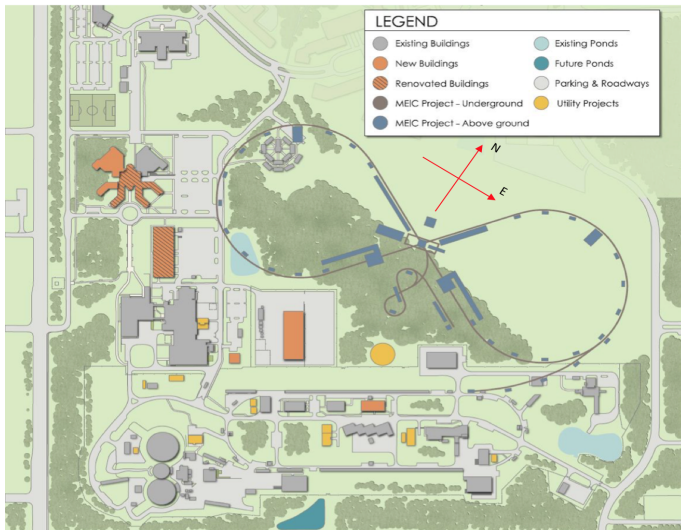 LEGEND
Existing Buildings
New Buildings
Renovated Buildings
MEIC Project - Underground
MEIC Project - Above ground
Existing Ponds
Future Ponds
Parking & Roadways
Utility Projects
N
E